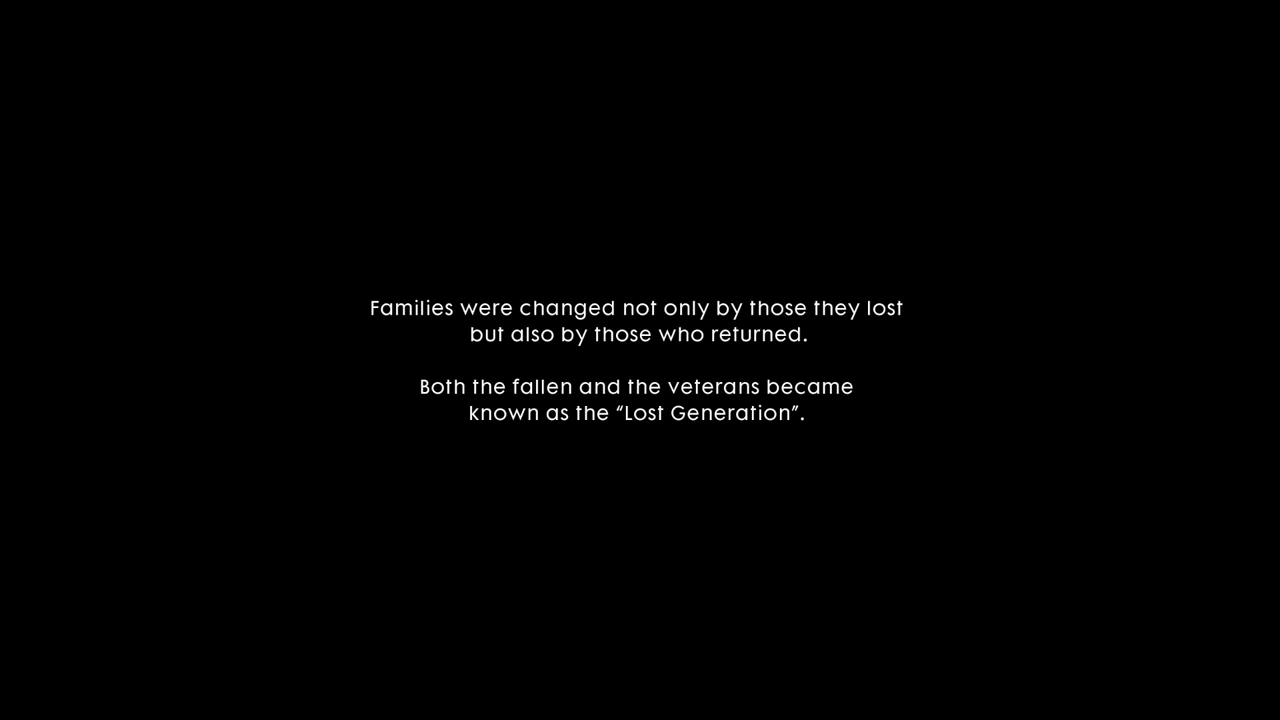 Families were changed not only by those they lost
but also by those who returned.
Both the fallen and the veterans became
known as the “Lost Generation”.